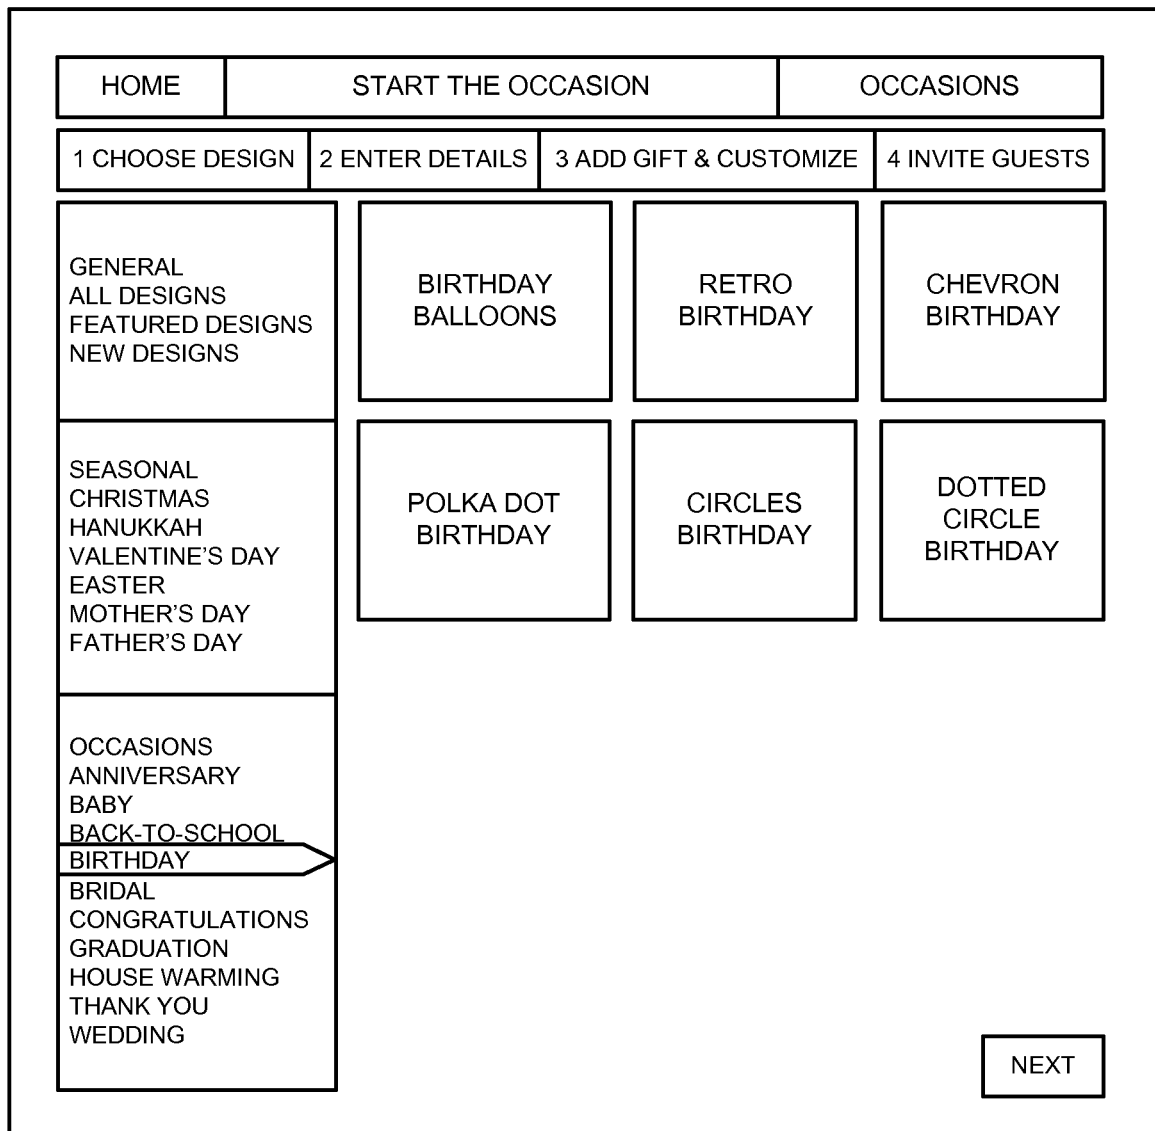 HOME
START THE OCCASION
OCCASIONS
1 CHOOSE DESIGN
2 ENTER DETAILS
3 ADD GIFT & CUSTOMIZE
4 INVITE GUESTS
GENERAL
ALL DESIGNS
FEATURED DESIGNS
NEW DESIGNS
SEASONAL
CHRISTMAS
HANUKKAH
VALENTINE’S DAY
EASTER
MOTHER’S DAY
FATHER’S DAY
OCCASIONS
ANNIVERSARY
BABY
BACK-TO-SCHOOL
BIRTHDAY
BRIDAL
CONGRATULATIONS
GRADUATION
HOUSE WARMING
THANK YOU
WEDDING
BIRTHDAY
BALLOONS
RETRO
BIRTHDAY
CHEVRON
BIRTHDAY
POLKA DOT
BIRTHDAY
CIRCLES
BIRTHDAY
DOTTED
CIRCLE
BIRTHDAY
NEXT